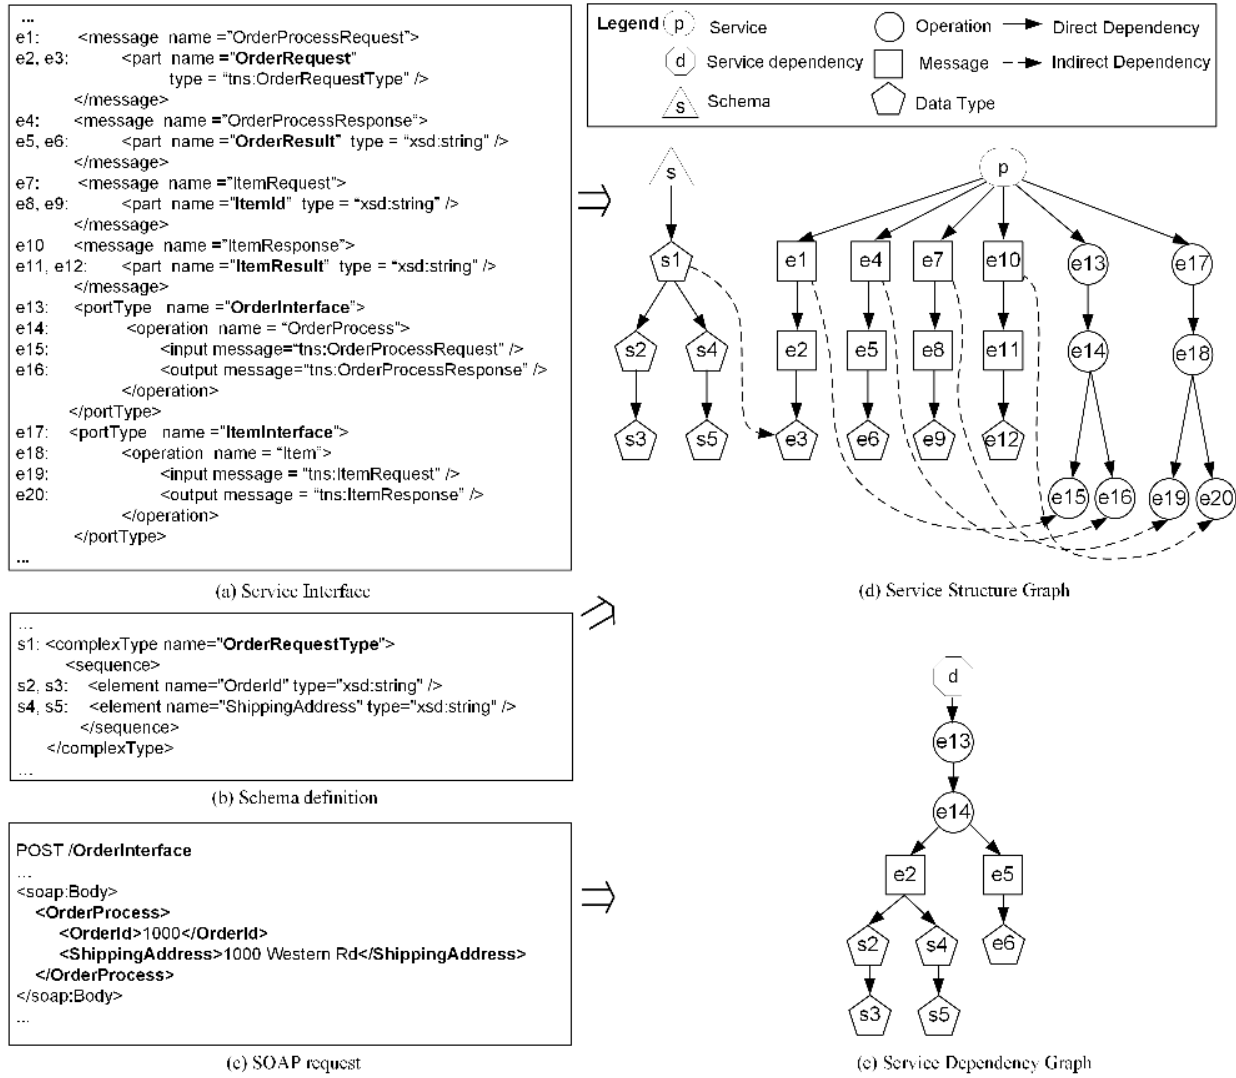 ...
e1: <message name ="OrderProcessRequest">
e2, e3: <part name ="OrderRequest"
type = "tns:OrderRequestType" />
</message>
e4: <message name ="OrderProcessResponse">
e5, e6: <part name ="OrderResult" type = "xsd:string" />
</message>
e7: <message name ="ItemRequest">
e8, e9: <part name ="ItemId" type = "xsd:string" />
</message>
e10 <message name ="ItemResponse">
e11, e12: <part name ="ItemResult" type = "xsd:string" />
</message>
e13: <portType name ="OrderInterface">
e14: <operation name = "OrderProcess">
e15: <input message="tns:OrderProcessRequest" />
e16: <output message="tns:OrderProcessResponse" />
</operation>
</portType>
e17: <portType name ="ItemInterface">
e18: <operation name = "Item">
e19: <input message = "tns:ItemRequest" />
e20: <output message = "tns:ItemResponse" />
</operation>
</portType>
...
(a) Service Interface
...
s1: <complexType name="OrderRequestType">
<sequence>
s2, s3: <element name="OrderId" type="xsd:string" />
s4, s5: <element name="ShippingAddress" type="xsd:string" />
</sequence>
</complexType>
...
(b) Schema definition
POST /OrderInterface
...
<soap:Body>
<OrderProcess>
<OrderId>1000</OrderId>
<ShippingAddress>1000 Western Rd</ShippingAddress>
</OrderProcess>
</soap:Body>
...
(c) SOAP request
Legend p Service Operation Direct Dependency
d Service dependency Message Indirect Dependency
s Schema Data Type
s p
s1 e1 e4 e7 e10 e13 e17
s2 s4 e2 e5 e8 e11 e14 e18
s3 s5 e3 e6 e9 e12
e15 e16 e19 e20
(d) Service Structure Graph
d
e13
e14
e2 e5
s2 s4 e6
s3 s5
(e) Service Dependency Graph